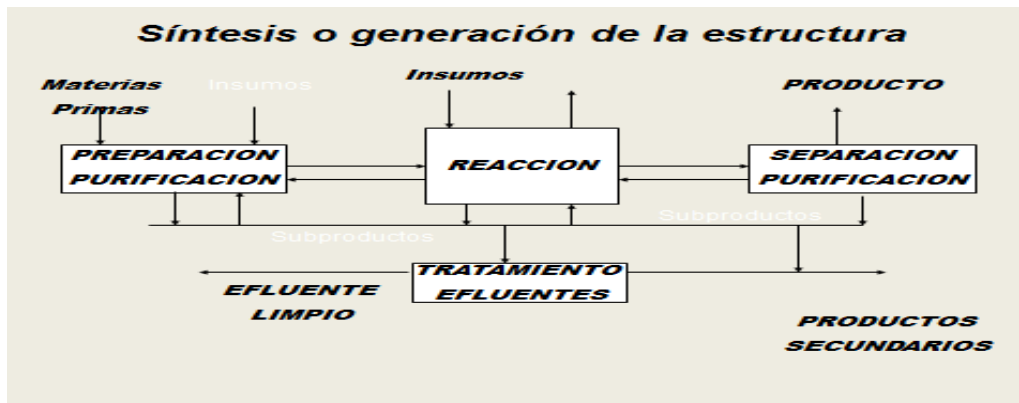 Síntesis o generación de la estructura
Materias
Primas
Insumos
Insumos
PRODUCTO
PREPARACION
PURIFICACION
REACCION
SEPARACION
PURIFICACION
Subproductos
Subproductos
TRATAMIENTO
EFLUENTES
EFLUENTE
LIMPIO
PRODUCTOS
SECUNDARIOS